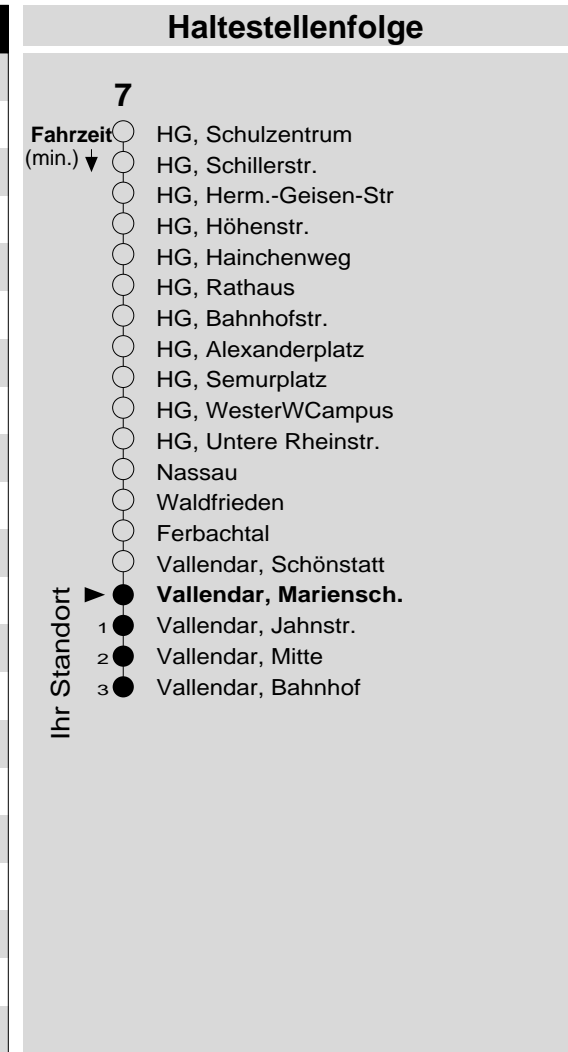 Haltestellenfolge
7
Fahrzeit
(min.)
HG, Schulzentrum
HG, Schillerstr.
HG, Herm.-Geisen-Str
HG, Höhenstr.
HG, Hainchenweg
HG, Rathaus
HG, Bahnhofstr.
HG, Alexanderplatz
HG, Semurplatz
HG, WesterWCampus
HG, Untere Rheinstr.
Nassau
Waldfrieden
Ferbachtal
Vallendar, Schönstatt
Ihr Standort
Vallendar, Mariensch.
1 Vallendar, Jahnstr.
2 Vallendar, Mitte
3 Vallendar, Bahnhof